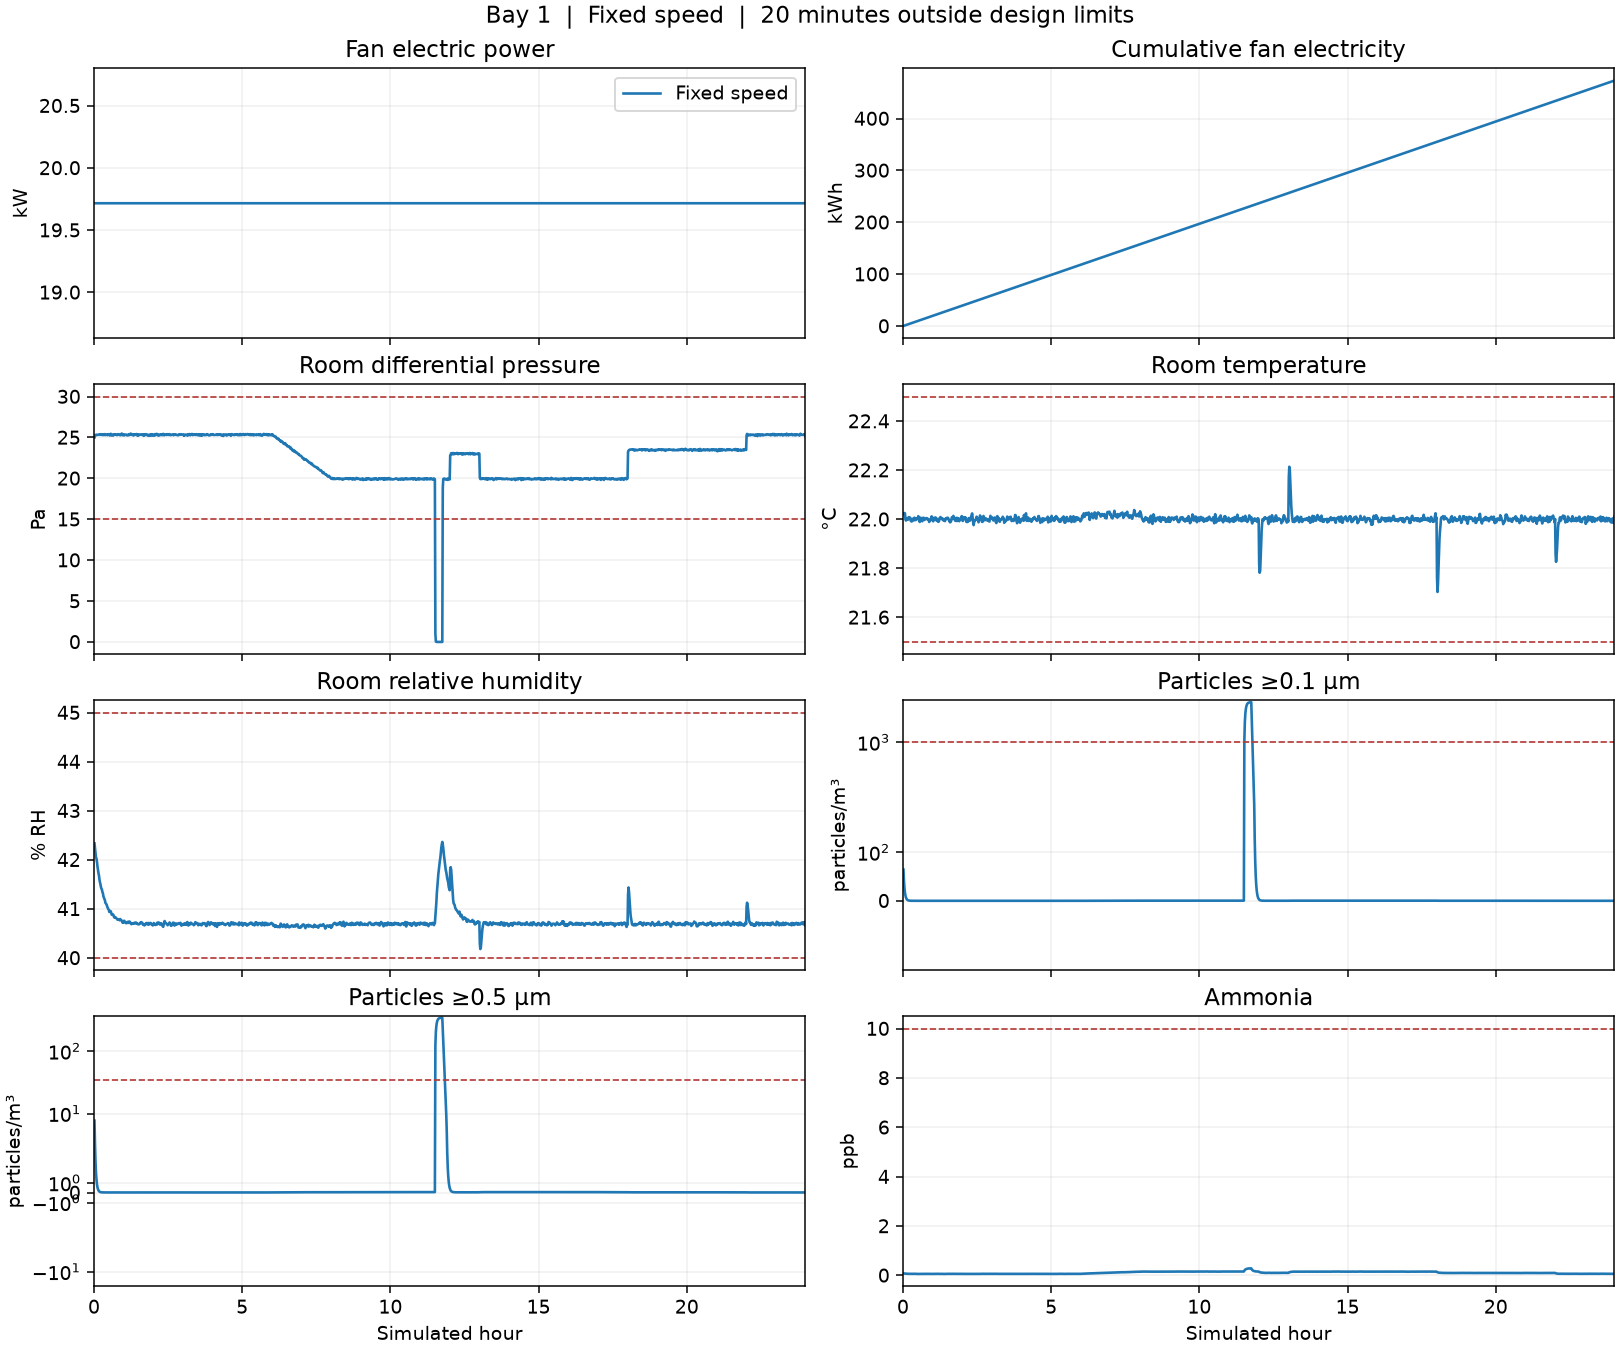 Bay 1 | Fixed speed | 20 minutes outside design limits
Fan electric power
Cumulative fan electricity
20.5
20.0
19.5
19.0
kW
Fixed speed
400
300
200
100
0
kWh
Room differential pressure
Room temperature
30
25
20
15
10
5
0
Pa
22.4
22.2
22.0
21.8
21.6
°C
Room relative humidity
Particles ≥0.1 µm
45
44
43
42
41
40
% RH
10³
10²
0
particles/m³
Particles ≥0.5 µm
Ammonia
10²
10¹
10⁰
0
−10⁰
−10¹
particles/m³
10
8
6
4
2
0
ppb
0 5 10 15 20
Simulated hour
0 5 10 15 20
Simulated hour